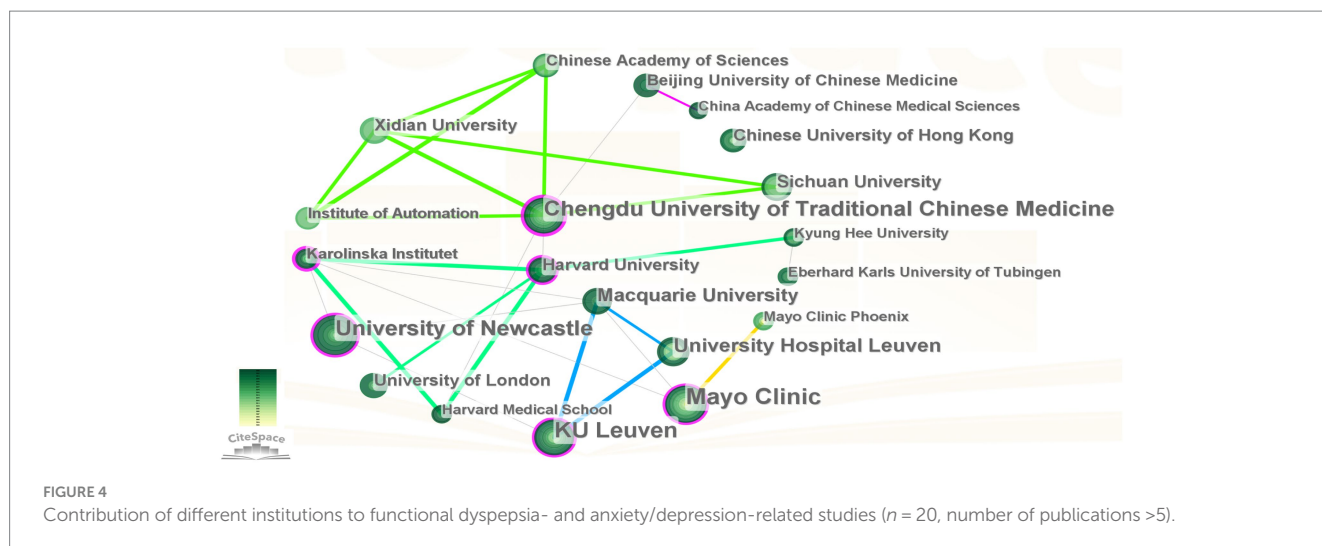 Chinese Academy of Sciences
Beijing University of Chinese Medicine
China Academy of Chinese Medical Sciences
Xidian University
Chinese University of Hong Kong
Sichuan University
Institute of Automation
Chengdu University of Traditional Chinese Medicine
Kyung Hee University
Karolinska Institutet
Harvard University
Eberhard Karls University of Tubingen
Macquarie University
Mayo Clinic Phoenix
University of Newcastle
University Hospital Leuven
University of London
Mayo Clinic
Harvard Medical School
KU Leuven
CiteSpace
FIGURE 4
Contribution of different institutions to functional dyspepsia- and anxiety/depression-related studies (n = 20, number of publications >5).